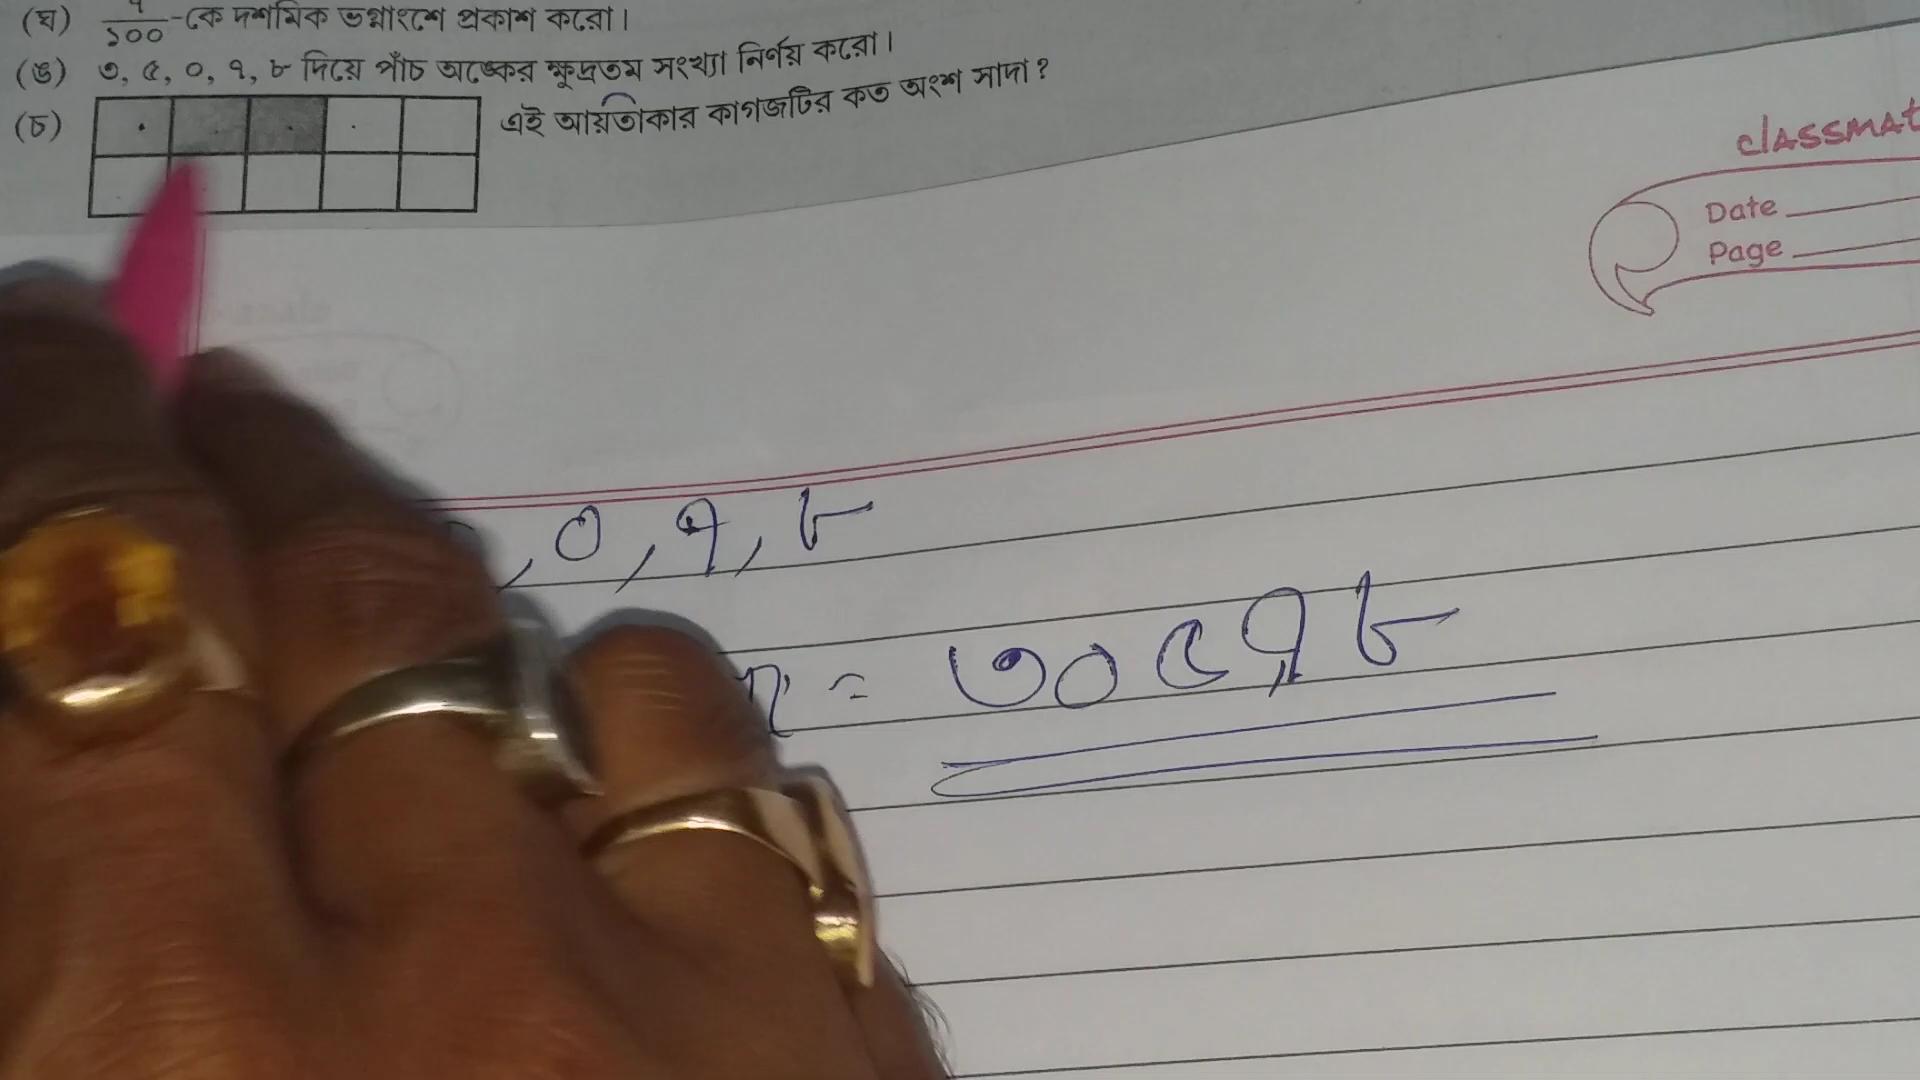 (ঘ) ৭/১০০ -কে দশমিক ভগ্নাংশে প্রকাশ করো।
(ঙ) ৩, ৫, ০, ৭, ৮ দিয়ে পাঁচ অঙ্কের ক্ষুদ্রতম সংখ্যা নির্ণয় করো।
(চ) এই আয়তাকার কাগজটির কত অংশ সাদা?
classmat
Date
Page
, ০, ৭, ৮
= ৩০৫৭৮